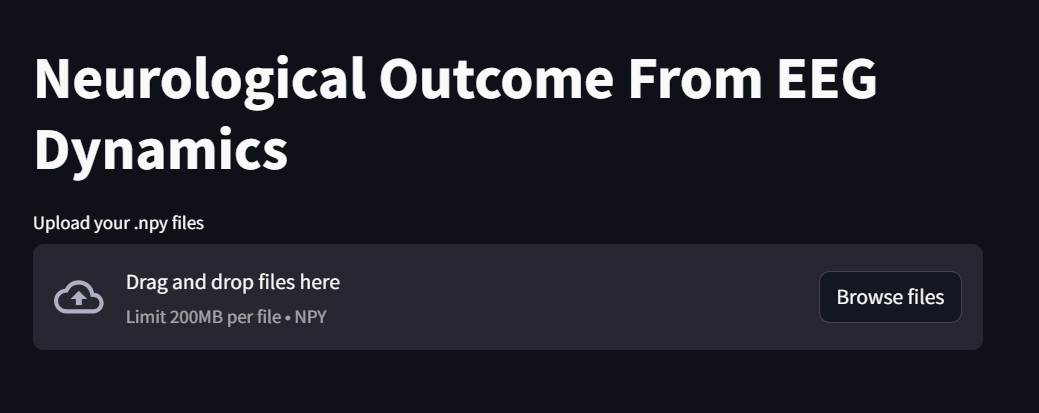 Neurological Outcome From EEG
Dynamics
Upload your .npy files
Drag and drop files here
Limit 200MB per file • NPY
Browse files